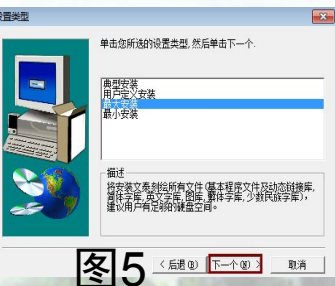 设置类型
单击您所选的设置类型,然后单击下一个.
典型安装
用户定义安装
最大安装
最小安装
描述
将安装文泰刻绘所有文件(基本程序文件及动态链接库,
简体字库,英文字库,图库,繁体字库,少数民族字库),
建议用户有足够的硬盘空间。
图5
< 后退(B)
下一个(N) >
取消